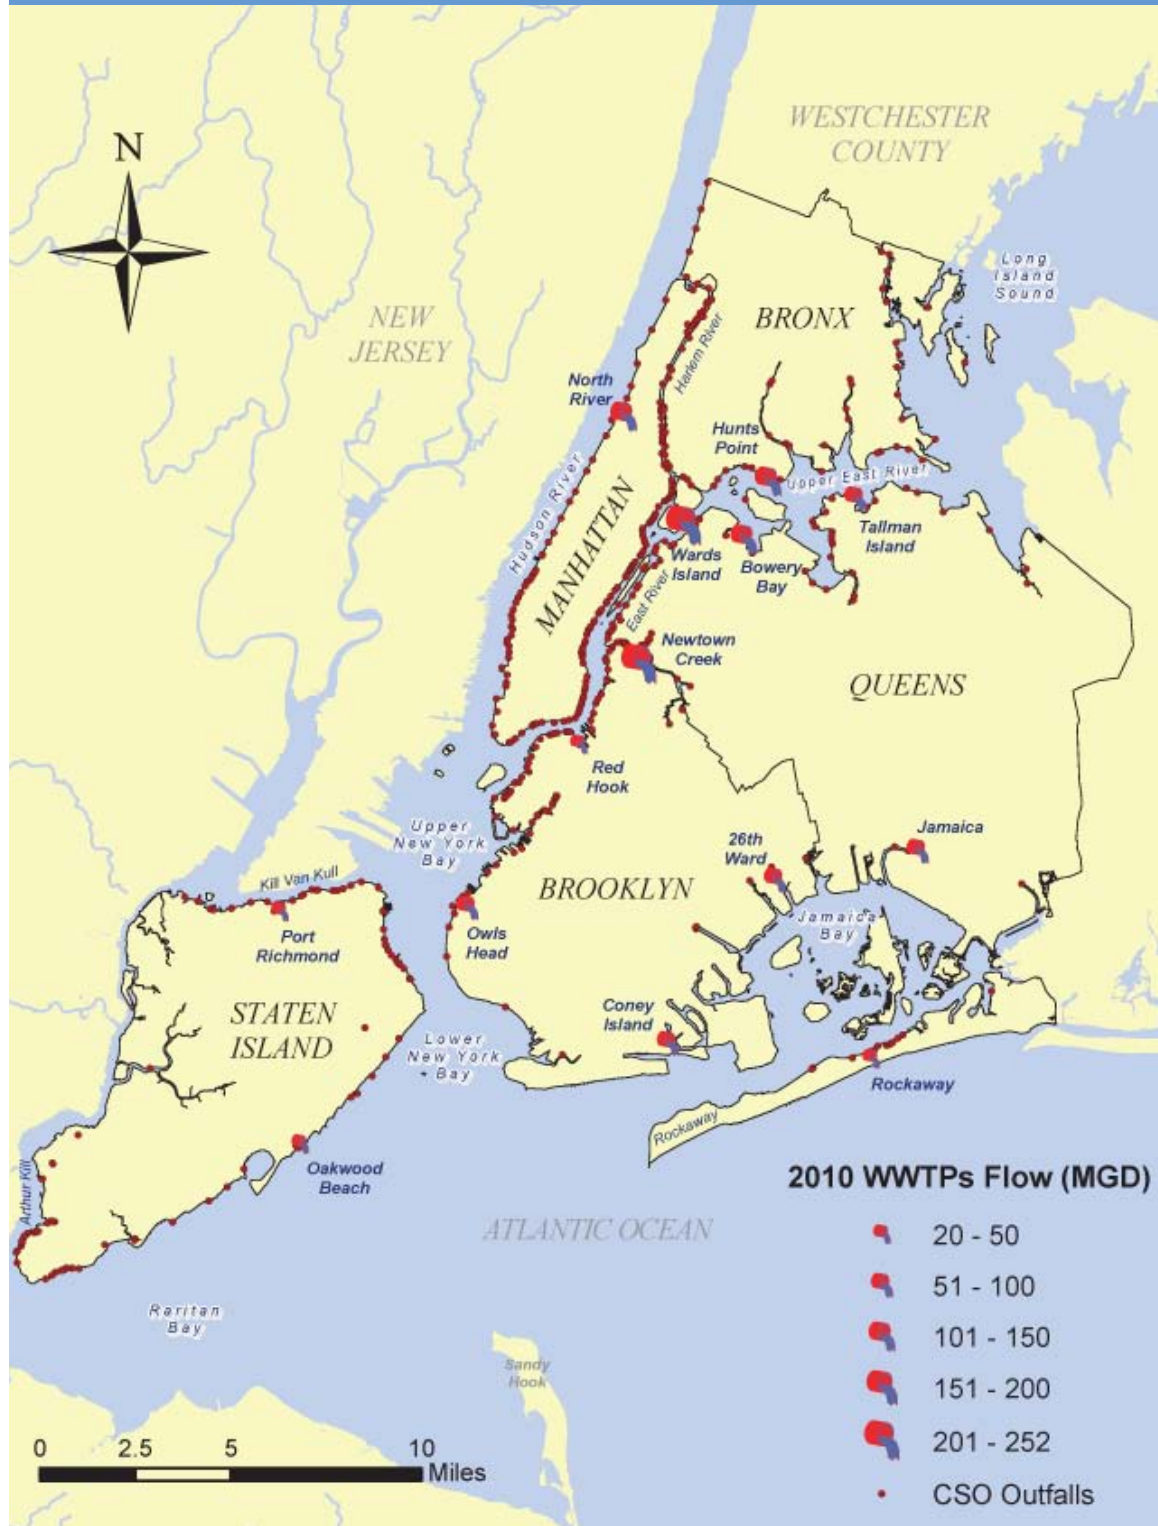 N
WESTCHESTER
COUNTY
Long
Island
Sound
NEW
JERSEY
BRONX
Harlem River
North
River
Hunts
Point
Upper East River
Hudson River
MANHATTAN
Tallman
Island
Wards
Island
Bowery
Bay
East River
Newtown
Creek
QUEENS
Red
Hook
Upper
New York
Bay
26th
Ward
Jamaica
Kill Van Kull
BROOKLYN
Jamaica
Bay
Port
Richmond
Owls
Head
STATEN
ISLAND
Coney
Island
Lower
New York
Bay
Rockaway
Rockaway
Oakwood
Beach
Arthur Kill
ATLANTIC OCEAN
Raritan
Bay
Sandy
Hook
2010 WWTPs Flow (MGD)
20 - 50
51 - 100
101 - 150
151 - 200
201 - 252
CSO Outfalls
0 2.5 5 10
Miles